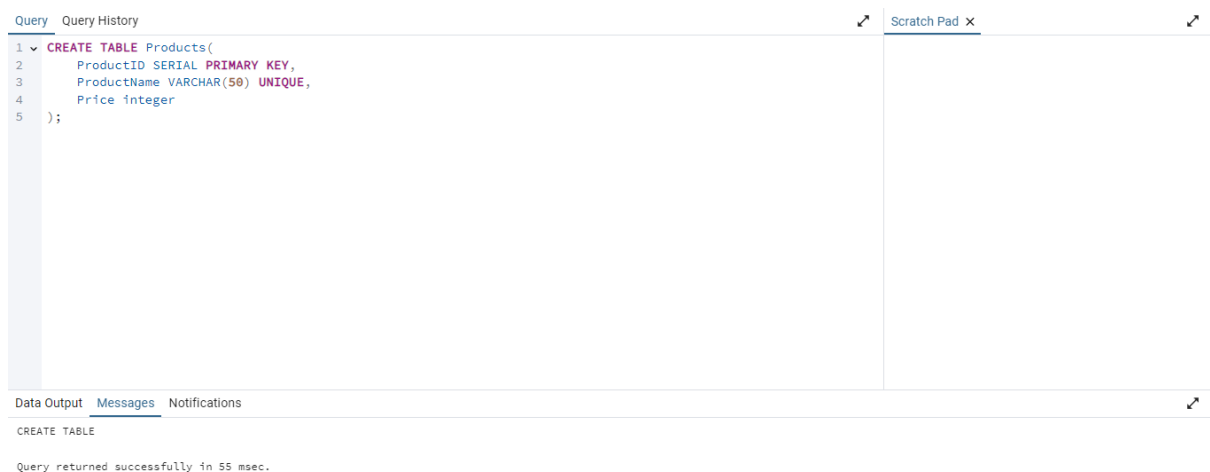 Query Query History
Scratch Pad ×
1 CREATE TABLE Products(
2 ProductID SERIAL PRIMARY KEY,
3 ProductName VARCHAR(50) UNIQUE,
4 Price integer
5 );
Data Output Messages Notifications
CREATE TABLE
Query returned successfully in 55 msec.